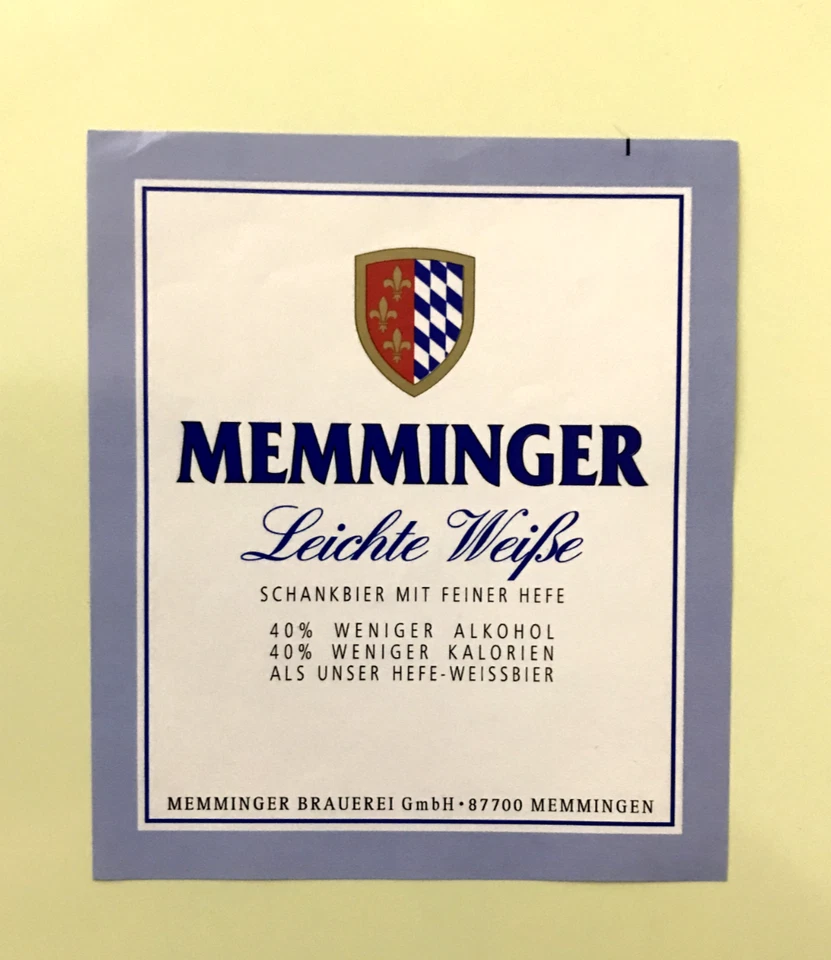 MEMMINGER
Leichte Weiße
SCHANKBIER MIT FEINER HEFE
40% WENIGER ALKOHOL
40% WENIGER KALORIEN
ALS UNSER HEFE-WEISSBIER
MEMMINGER BRAUEREI GmbH • 87700 MEMMINGEN